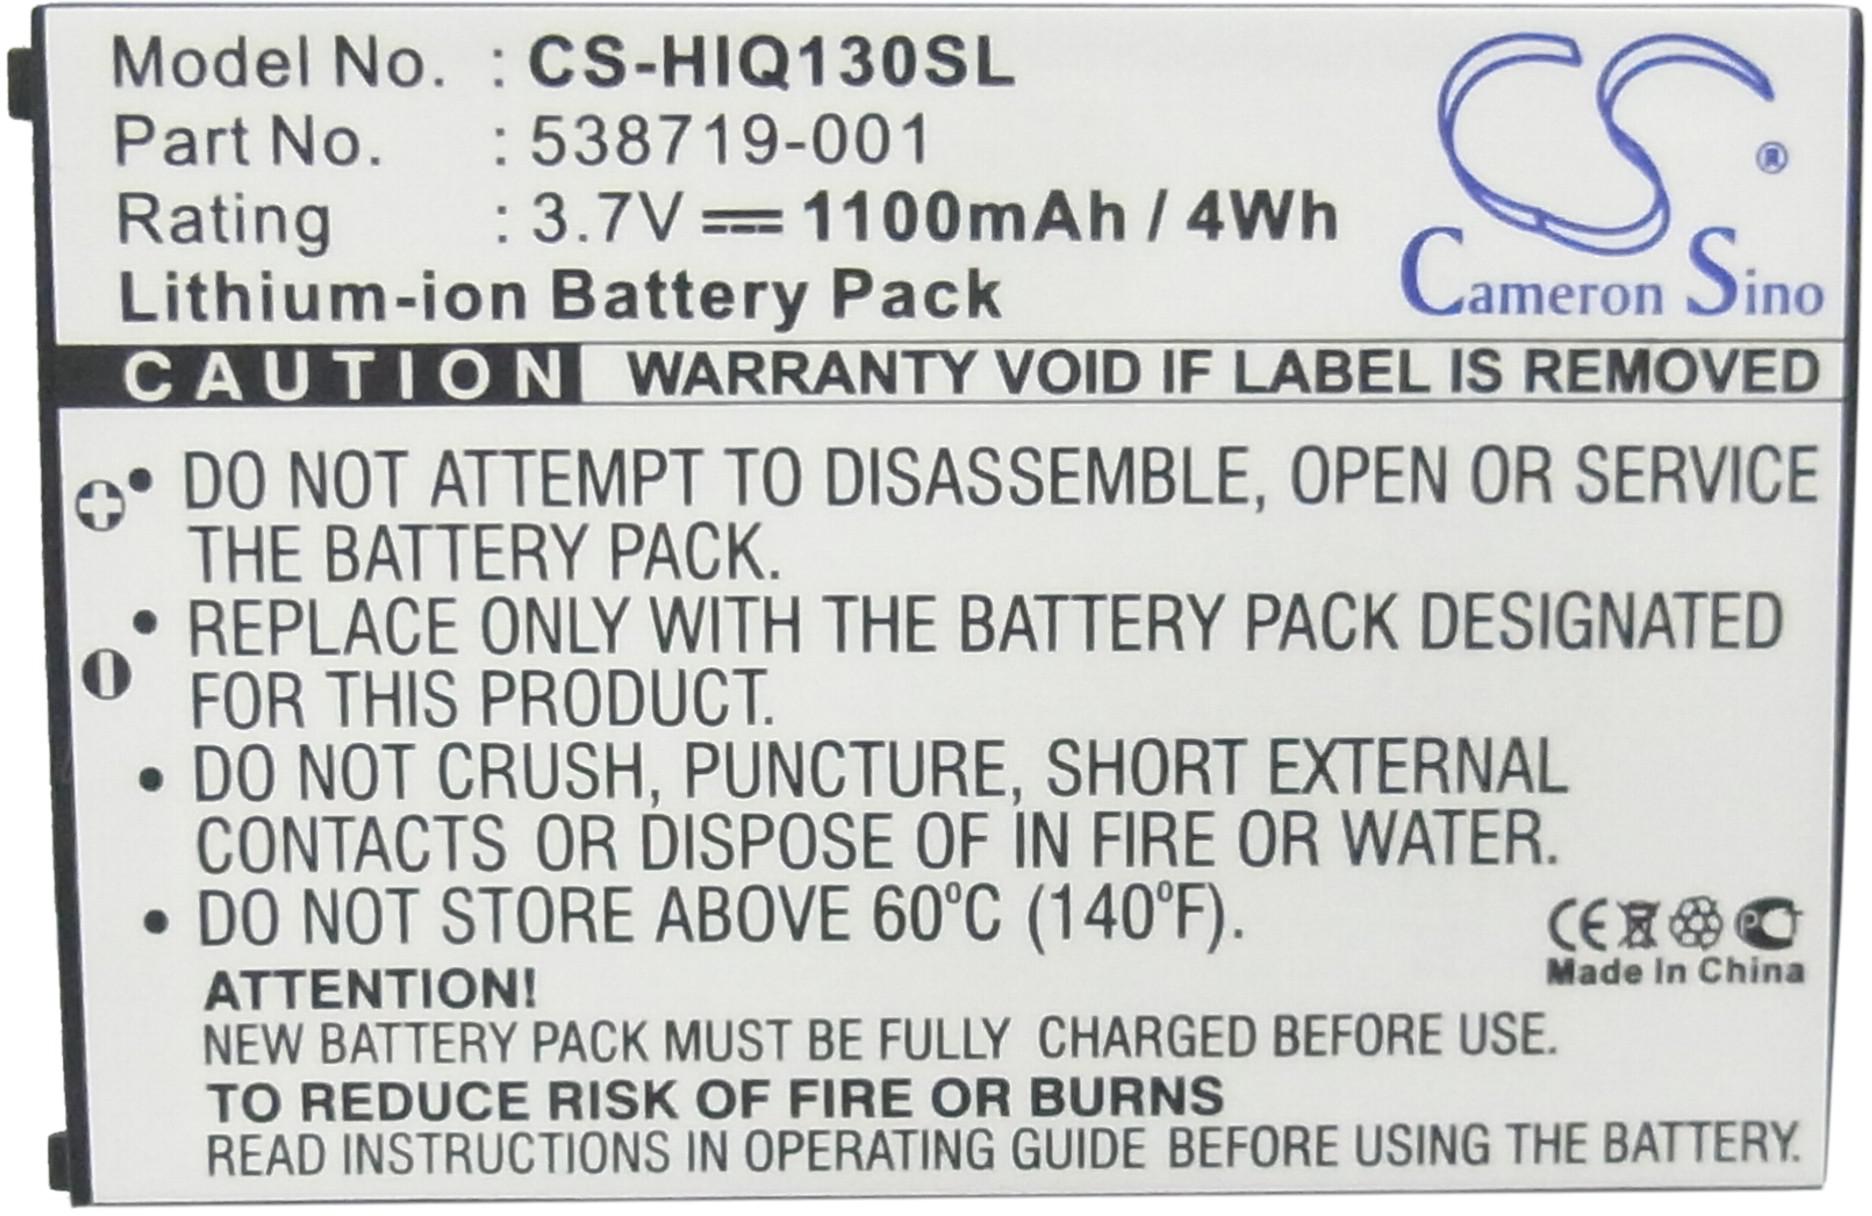 Model No. : CS-HIQ130SL
Part No. : 538719-001
Rating : 3.7V 1100mAh / 4Wh
Lithium-ion Battery Pack
CS ®
Cameron Sino
CAUTION WARRANTY VOID IF LABEL IS REMOVED
• DO NOT ATTEMPT TO DISASSEMBLE, OPEN OR SERVICE
THE BATTERY PACK.
• REPLACE ONLY WITH THE BATTERY PACK DESIGNATED
FOR THIS PRODUCT.
• DO NOT CRUSH, PUNCTURE, SHORT EXTERNAL
CONTACTS OR DISPOSE OF IN FIRE OR WATER.
• DO NOT STORE ABOVE 60°C (140°F).
CE PCT
Made In China
ATTENTION!
NEW BATTERY PACK MUST BE FULLY CHARGED BEFORE USE.
TO REDUCE RISK OF FIRE OR BURNS
READ INSTRUCTIONS IN OPERATING GUIDE BEFORE USING THE BATTERY.